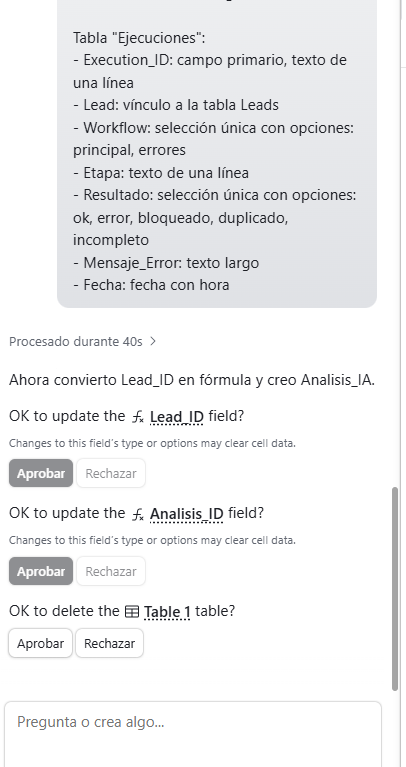 Tabla "Ejecuciones":
- Execution_ID: campo primario, texto de
una línea
- Lead: vínculo a la tabla Leads
- Workflow: selección única con opciones:
principal, errores
- Etapa: texto de una línea
- Resultado: selección única con opciones:
ok, error, bloqueado, duplicado,
incompleto
- Mensaje_Error: texto largo
- Fecha: fecha con hora
Procesado durante 40s
Ahora convierto Lead_ID en fórmula y creo Analisis_IA.
OK to update the Lead_ID field?
Changes to this field's type or options may clear cell data.
Aprobar Rechazar
OK to update the Analisis_ID field?
Changes to this field's type or options may clear cell data.
Aprobar Rechazar
OK to delete the Table 1 table?
Aprobar Rechazar
Pregunta o crea algo...